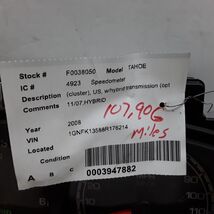 Stock # F0038050 Model TAHOE
IC # 4923 Speedometer
Description (cluster), US, w/hybrid transmission (opt
Comments 11/07,HYBRID
107,906
Miles
Year 2008
VIN 1GNFK13588R176214
Location
Condition
A B C 0003947882